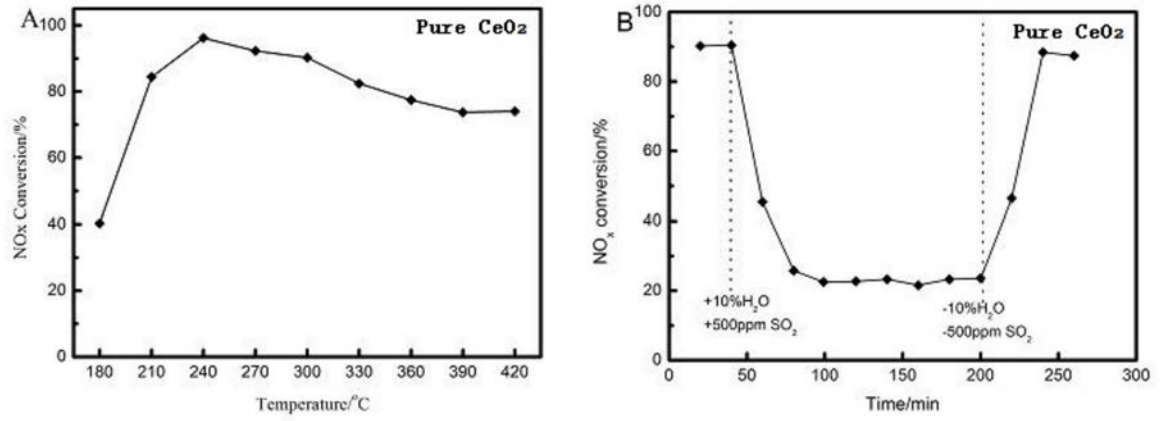 A
Pure CeO₂
NOx Conversion/%
100
80
60
40
20
0
180 210 240 270 300 330 360 390 420
Temperature/°C
B
Pure CeO₂
NOₓ conversion/%
100
80
60
40
20
0
+10%H₂O
+500ppm SO₂
-10%H₂O
-500ppm SO₂
0 50 100 150 200 250 300
Time/min